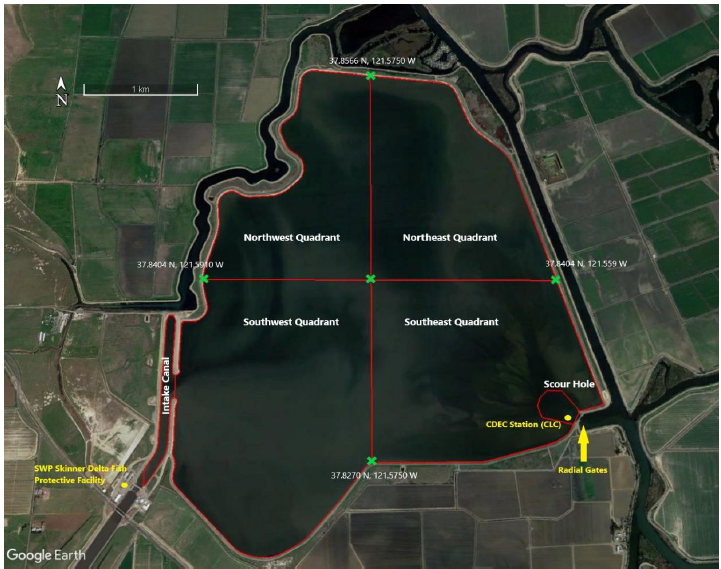 37.8566 N, 121.5750 W
N
1 km
Northwest Quadrant
Northeast Quadrant
37.8404 N, 121.5910 W
37.8404 N, 121.559 W
Southwest Quadrant
Southeast Quadrant
Intake Canal
Scour Hole
CDEC Station (CLC)
Radial Gates
SWP Skinner Delta Fish
Protective Facility
37.8270 N, 121.5750 W
Google Earth